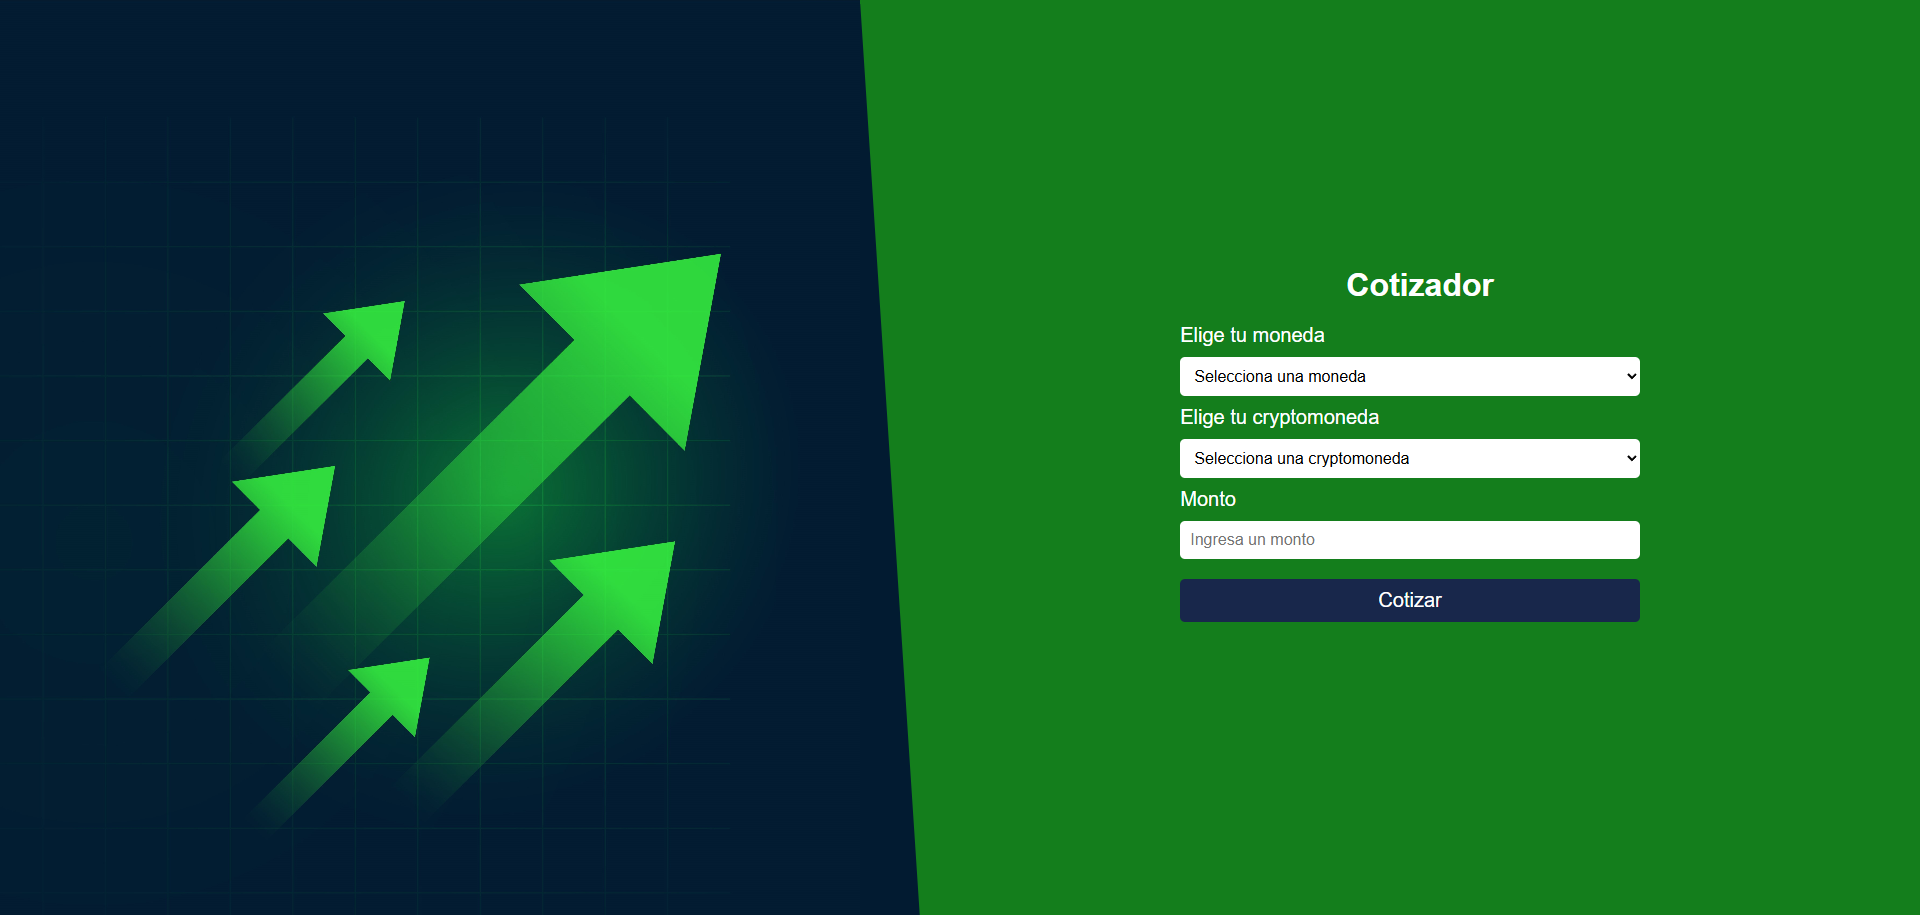 Cotizador
Elige tu moneda
Selecciona una moneda
Elige tu cryptomoneda
Selecciona una cryptomoneda
Monto
Ingresa un monto
Cotizar